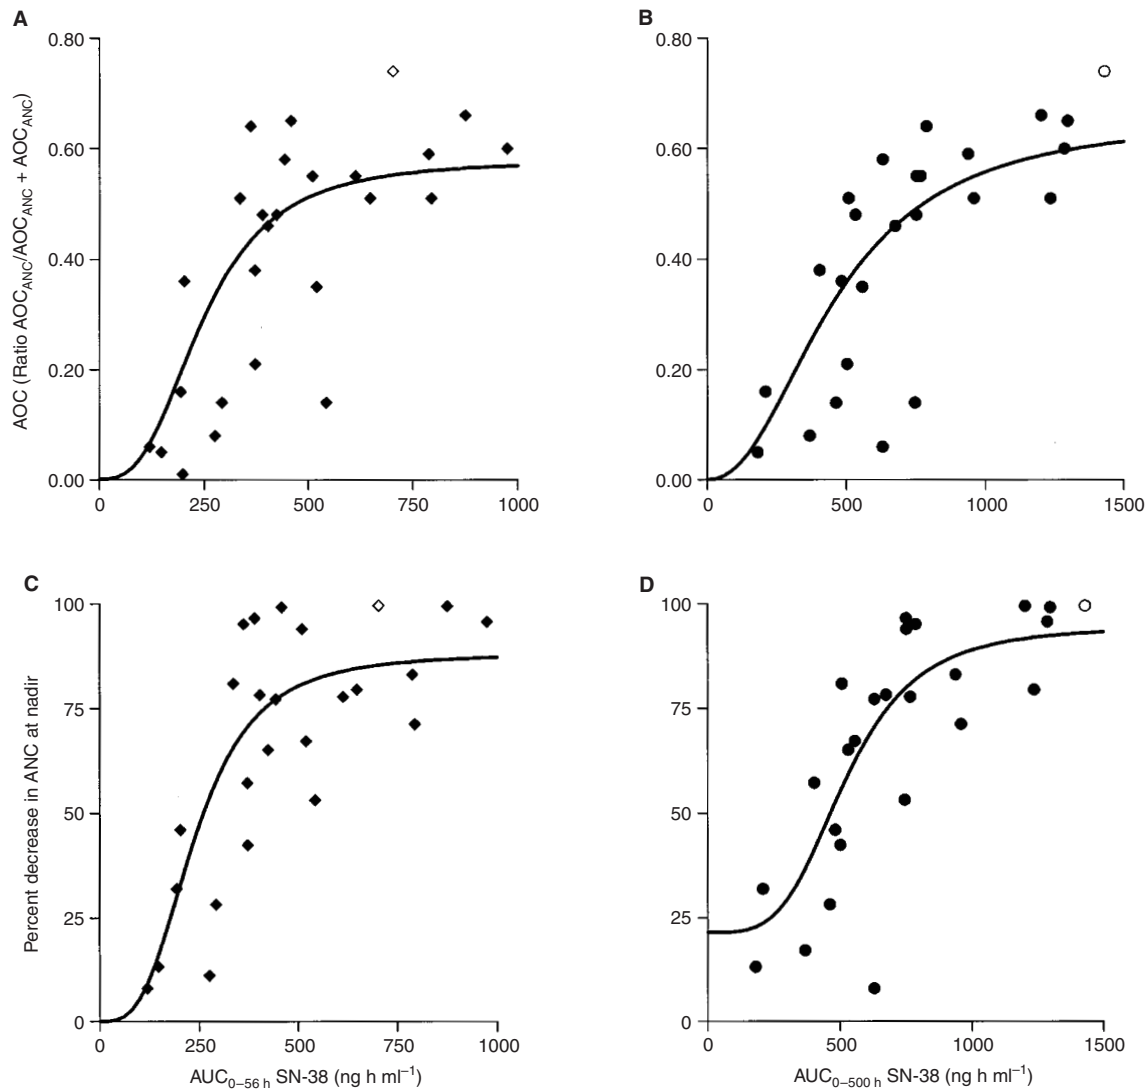 A
AOC (Ratio AOC_ANC/AOC_ANC + AOC_ANC)
0.80
0.60
0.40
0.20
0.00
0 250 500 750 1000
B
0.80
0.60
0.40
0.20
0.00
0 500 1000 1500
C
Percent decrease in ANC at nadir
100
75
50
25
0
0 250 500 750 1000
AUC_0–56 h SN-38 (ng h ml⁻¹)
D
100
75
50
25
0
0 500 1000 1500
AUC_0–500 h SN-38 (ng h ml⁻¹)